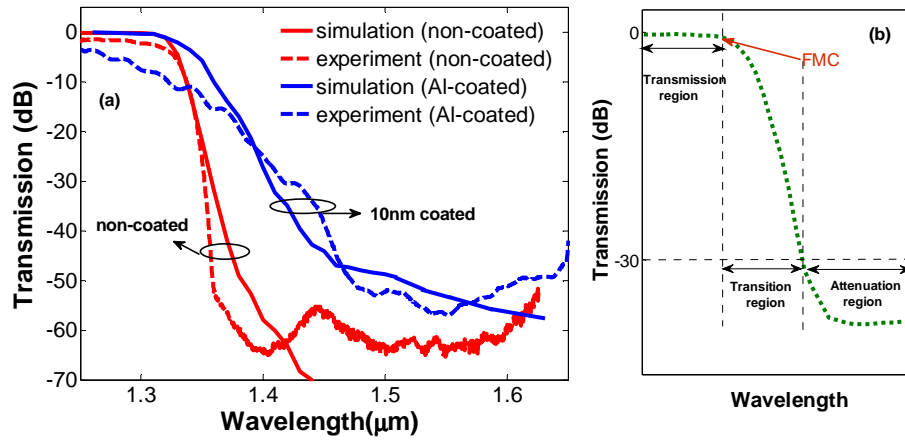 (a)
simulation (non-coated)
experiment (non-coated)
simulation (Al-coated)
experiment (Al-coated)
non-coated
10nm coated
0
-10
-20
-30
-40
-50
-60
-70
Transmission (dB)
1.3
1.4
1.5
1.6
Wavelength(μm)
(b)
FMC
Transmission
region
Transition
region
Attenuation
region
0
-30
Transmission (dB)
Wavelength